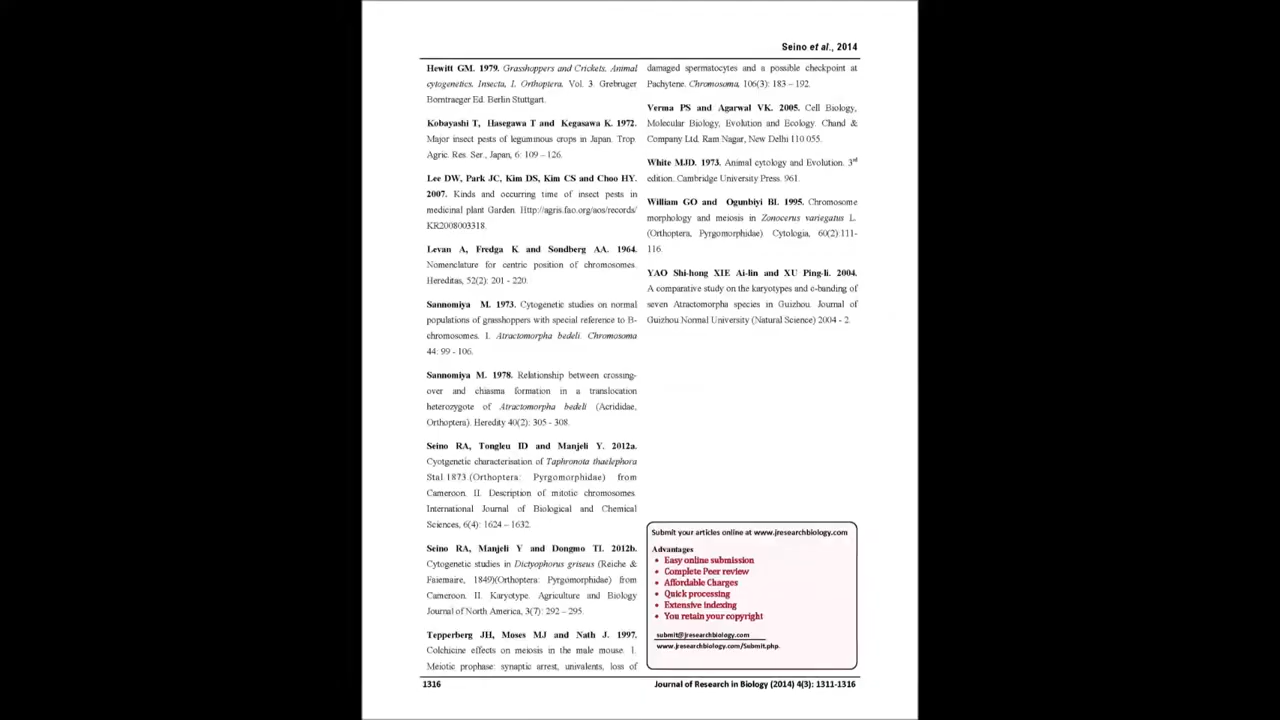 Seino et al., 2014
Hewitt GM. 1979. Grasshoppers and Crickets. Animal
cytogenetics. Insecta, I. Orthoptera. Vol. 3. Grebruger
Borntraeger Ed. Berlin Stuttgart.
Kobayashi T, Hasegawa T and Kegasawa K. 1972.
Major insect pests of leguminous crops in Japan. Trop.
Agric. Res. Ser., Japan, 6: 109 – 126.
Lee DW, Park JC, Kim DS, Kim CS and Choo HY.
2007. Kinds and occurring time of insect pests in
medicinal plant Garden. Http://agris.fao.org/aos/records/
KR2008003318.
Levan A, Fredga K and Sondberg AA. 1964.
Nomenclature for centric position of chromosomes.
Hereditas, 52(2): 201 - 220.
Sannomiya M. 1973. Cytogenetic studies on normal
populations of grasshoppers with special reference to B-
chromosomes. I. Atractomorpha bedeli. Chromosoma
44: 99 - 106.
Sannomiya M. 1978. Relationship between crossing-
over and chiasma formation in a translocation
heterozygote of Atractomorpha bedeli (Acrididae,
Orthoptera). Heredity 40(2): 305 - 308.
Seino RA, Tongleu ID and Manjeli Y. 2012a.
Cyotgenetic characterisation of Taphronota thaelephora
Stal.1873.(Orthoptera: Pyrgomorphidae) from
Cameroon. II. Description of mitotic chromosomes.
International Journal of Biological and Chemical
Sciences, 6(4): 1624 – 1632.
Seino RA, Manjeli Y and Dongmo TI. 2012b.
Cytogenetic studies in Dictyophorus griseus (Reiche &
Faiemaire, 1849)(Orthoptera: Pyrgomorphidae) from
Cameroon. II. Karyotype. Agriculture and Biology
Journal of North America, 3(7): 292 – 295.
Tepperberg JH, Moses MJ and Nath J. 1997.
Colchicine effects on meiosis in the male mouse. 1.
Meiotic prophase: synaptic arrest, univalents, loss of
damaged spermatocytes and a possible checkpoint at
Pachytene. Chromosoma, 106(3): 183 – 192.
Verma PS and Agarwal VK. 2005. Cell Biology,
Molecular Biology, Evolution and Ecology. Chand &
Company Ltd. Ram Nagar, New Delhi 110 055.
White MJD. 1973. Animal cytology and Evolution. 3rd
edition. Cambridge University Press. 961.
William GO and Ogunbiyi BI. 1995. Chromosome
morphology and meiosis in Zonocerus variegatus L.
(Orthoptera, Pyrgomorphidae). Cytologia, 60(2):111-
116.
YAO Shi-hong XIE Ai-lin and XU Ping-li. 2004.
A comparative study on the karyotypes and c-banding of
seven Atractomorpha species in Guizhou. Journal of
Guizhou Normal University (Natural Science) 2004 - 2.
Submit your articles online at www.jresearchbiology.com
Advantages
• Easy online submission
• Complete Peer review
• Affordable Charges
• Quick processing
• Extensive indexing
• You retain your copyright
submit@jresearchbiology.com
www.jresearchbiology.com/Submit.php.
1316
Journal of Research in Biology (2014) 4(3): 1311-1316